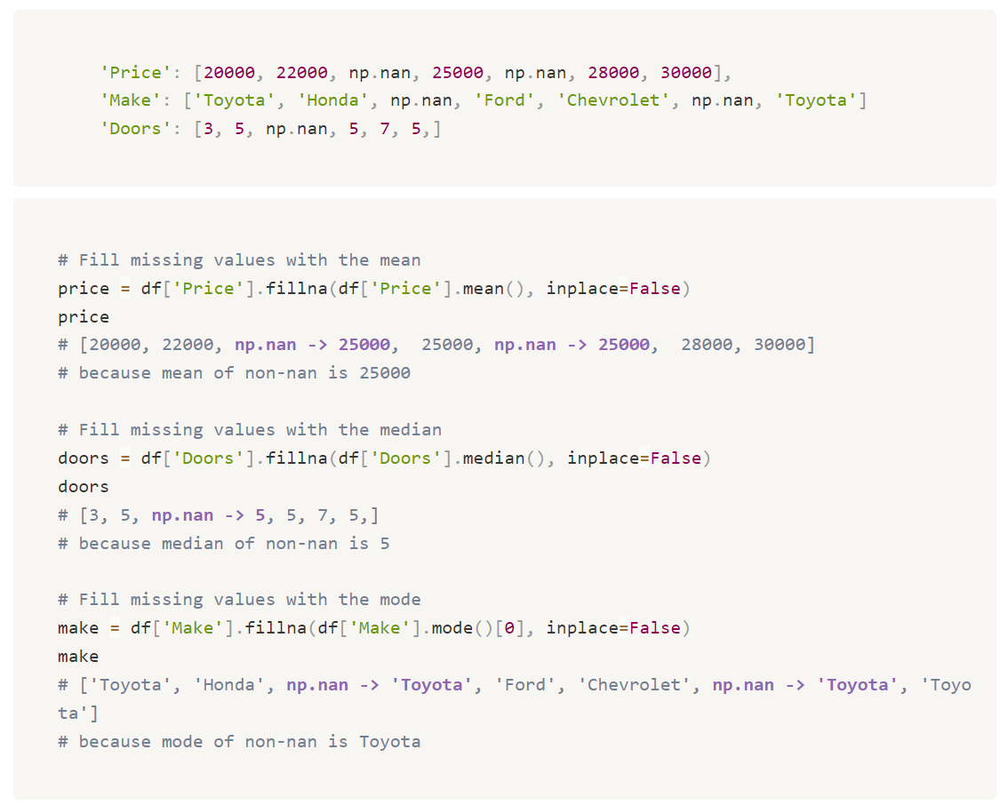 'Price': [20000, 22000, np.nan, 25000, np.nan, 28000, 30000],
'Make': ['Toyota', 'Honda', np.nan, 'Ford', 'Chevrolet', np.nan, 'Toyota']
'Doors': [3, 5, np.nan, 5, 7, 5,]
# Fill missing values with the mean
price = df['Price'].fillna(df['Price'].mean(), inplace=False)
price
# [20000, 22000, np.nan -> 25000,  25000, np.nan -> 25000,  28000, 30000]
# because mean of non-nan is 25000
# Fill missing values with the median
doors = df['Doors'].fillna(df['Doors'].median(), inplace=False)
doors
# [3, 5, np.nan -> 5, 5, 7, 5,]
# because median of non-nan is 5
# Fill missing values with the mode
make = df['Make'].fillna(df['Make'].mode()[0], inplace=False)
make
# ['Toyota', 'Honda', np.nan -> 'Toyota', 'Ford', 'Chevrolet', np.nan -> 'Toyota', 'Toyo
ta']
# because mode of non-nan is Toyota